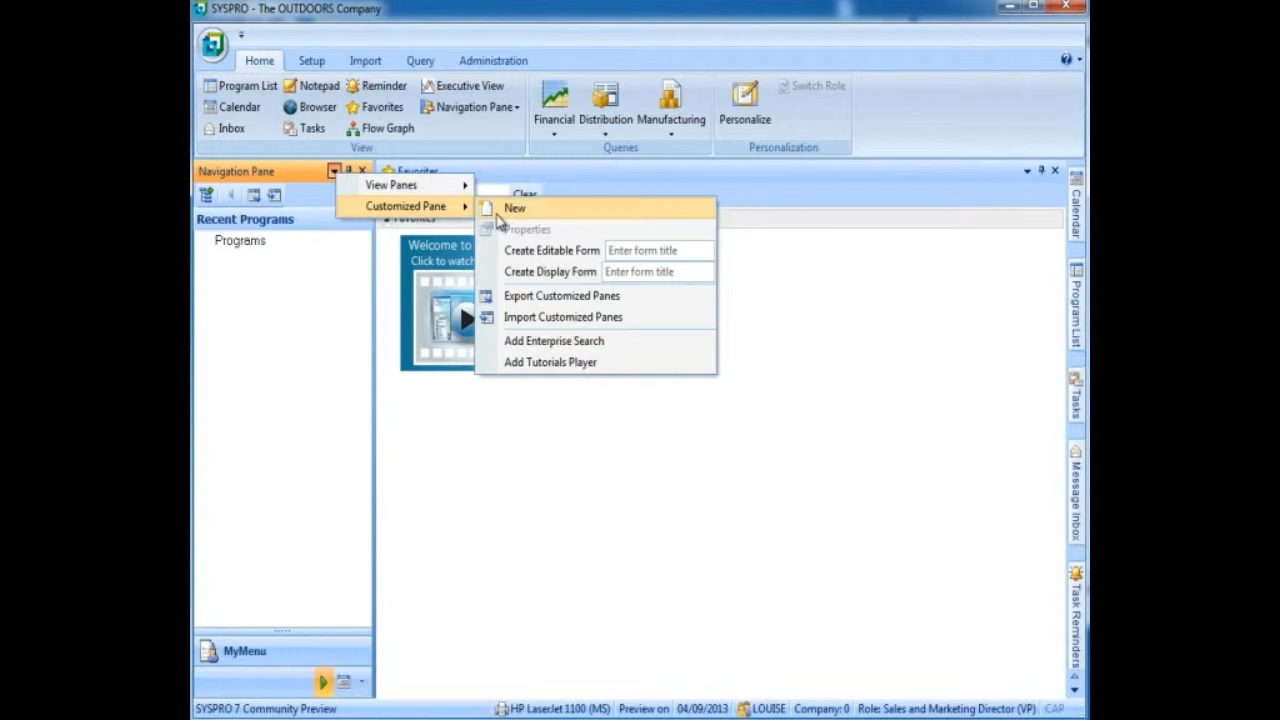 SYSPRO - The OUTDOORS Company
Home Setup Import Query Administration
Program List Notepad Reminder Executive View
Calendar Browser Favorites Navigation Pane
Inbox Tasks Flow Graph
View
Financial Distribution Manufacturing
Queries
Personalize Switch Role
Personalization
Navigation Pane
Favorites
View Panes
Customized Pane
Clear
Recent Programs
Favorites
Programs
New
Properties
Create Editable Form Enter form title
Create Display Form Enter form title
Export Customized Panes
Import Customized Panes
Add Enterprise Search
Add Tutorials Player
Welcome to
Click to watch
Calendar
Program List
Tasks
Message Inbox
Task Reminders
MyMenu
SYSPRO 7 Community Preview HP LaserJet 1100 (MS) Preview on 04/09/2013 LOUISE Company: 0 Role: Sales and Marketing Director (VP) CAP